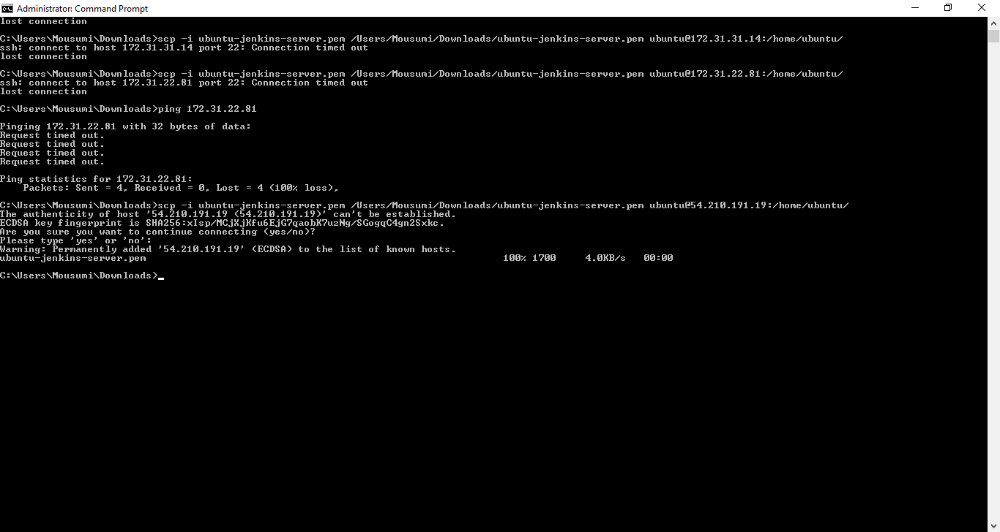 Administrator: Command Prompt
lost connection
C:\Users\Mousumi\Downloads>scp -i ubuntu-jenkins-server.pem /Users/Mousumi/Downloads/ubuntu-jenkins-server.pem ubuntu@172.31.31.14:/home/ubuntu/
ssh: connect to host 172.31.31.14 port 22: Connection timed out
lost connection
C:\Users\Mousumi\Downloads>scp -i ubuntu-jenkins-server.pem /Users/Mousumi/Downloads/ubuntu-jenkins-server.pem ubuntu@172.31.22.81:/home/ubuntu/
ssh: connect to host 172.31.22.81 port 22: Connection timed out
lost connection
C:\Users\Mousumi\Downloads>ping 172.31.22.81
Pinging 172.31.22.81 with 32 bytes of data:
Request timed out.
Request timed out.
Request timed out.
Request timed out.
Ping statistics for 172.31.22.81:
    Packets: Sent = 4, Received = 0, Lost = 4 (100% loss),
C:\Users\Mousumi\Downloads>scp -i ubuntu-jenkins-server.pem /Users/Mousumi/Downloads/ubuntu-jenkins-server.pem ubuntu@54.210.191.19:/home/ubuntu/
The authenticity of host '54.210.191.19 (54.210.191.19)' can't be established.
ECDSA key fingerprint is SHA256:xIsp/MCjXjKfu6EjG7qaobK7uzNg/SGogqC4gn2Sxkc.
Are you sure you want to continue connecting (yes/no)?
Please type 'yes' or 'no':
Warning: Permanently added '54.210.191.19' (ECDSA) to the list of known hosts.
ubuntu-jenkins-server.pem 100% 1700 4.0KB/s 00:00
C:\Users\Mousumi\Downloads>